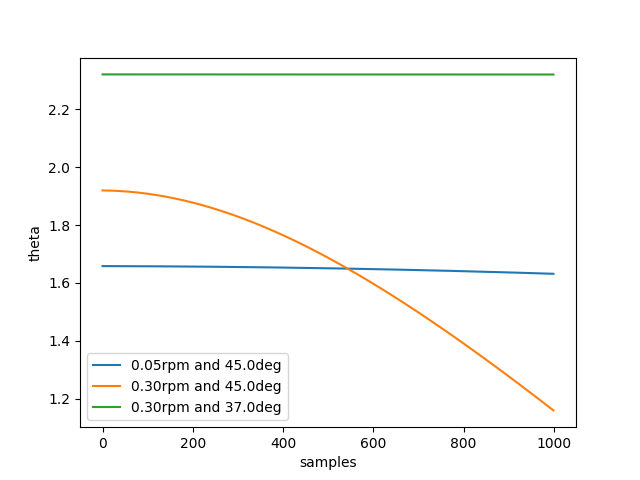 2.2
2.0
1.8
1.6
1.4
1.2
theta
0.05rpm and 45.0deg
0.30rpm and 45.0deg
0.30rpm and 37.0deg
0 200 400 600 800 1000
samples